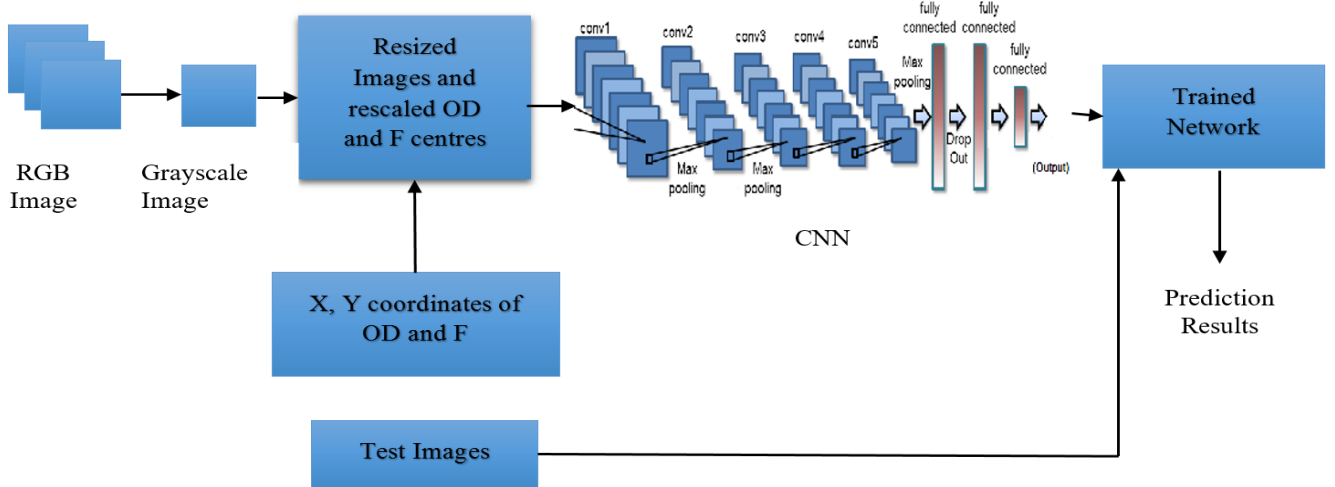 RGB
Image
Grayscale
Image
Resized
Images and
rescaled OD
and F centres
X, Y coordinates of
OD and F
Test Images
conv1
conv2
conv3
conv4
conv5
Max
pooling
Max
pooling
Max
pooling
fully
connected
Drop
Out
fully
connected
fully
connected
(Output)
CNN
Trained
Network
Prediction
Results